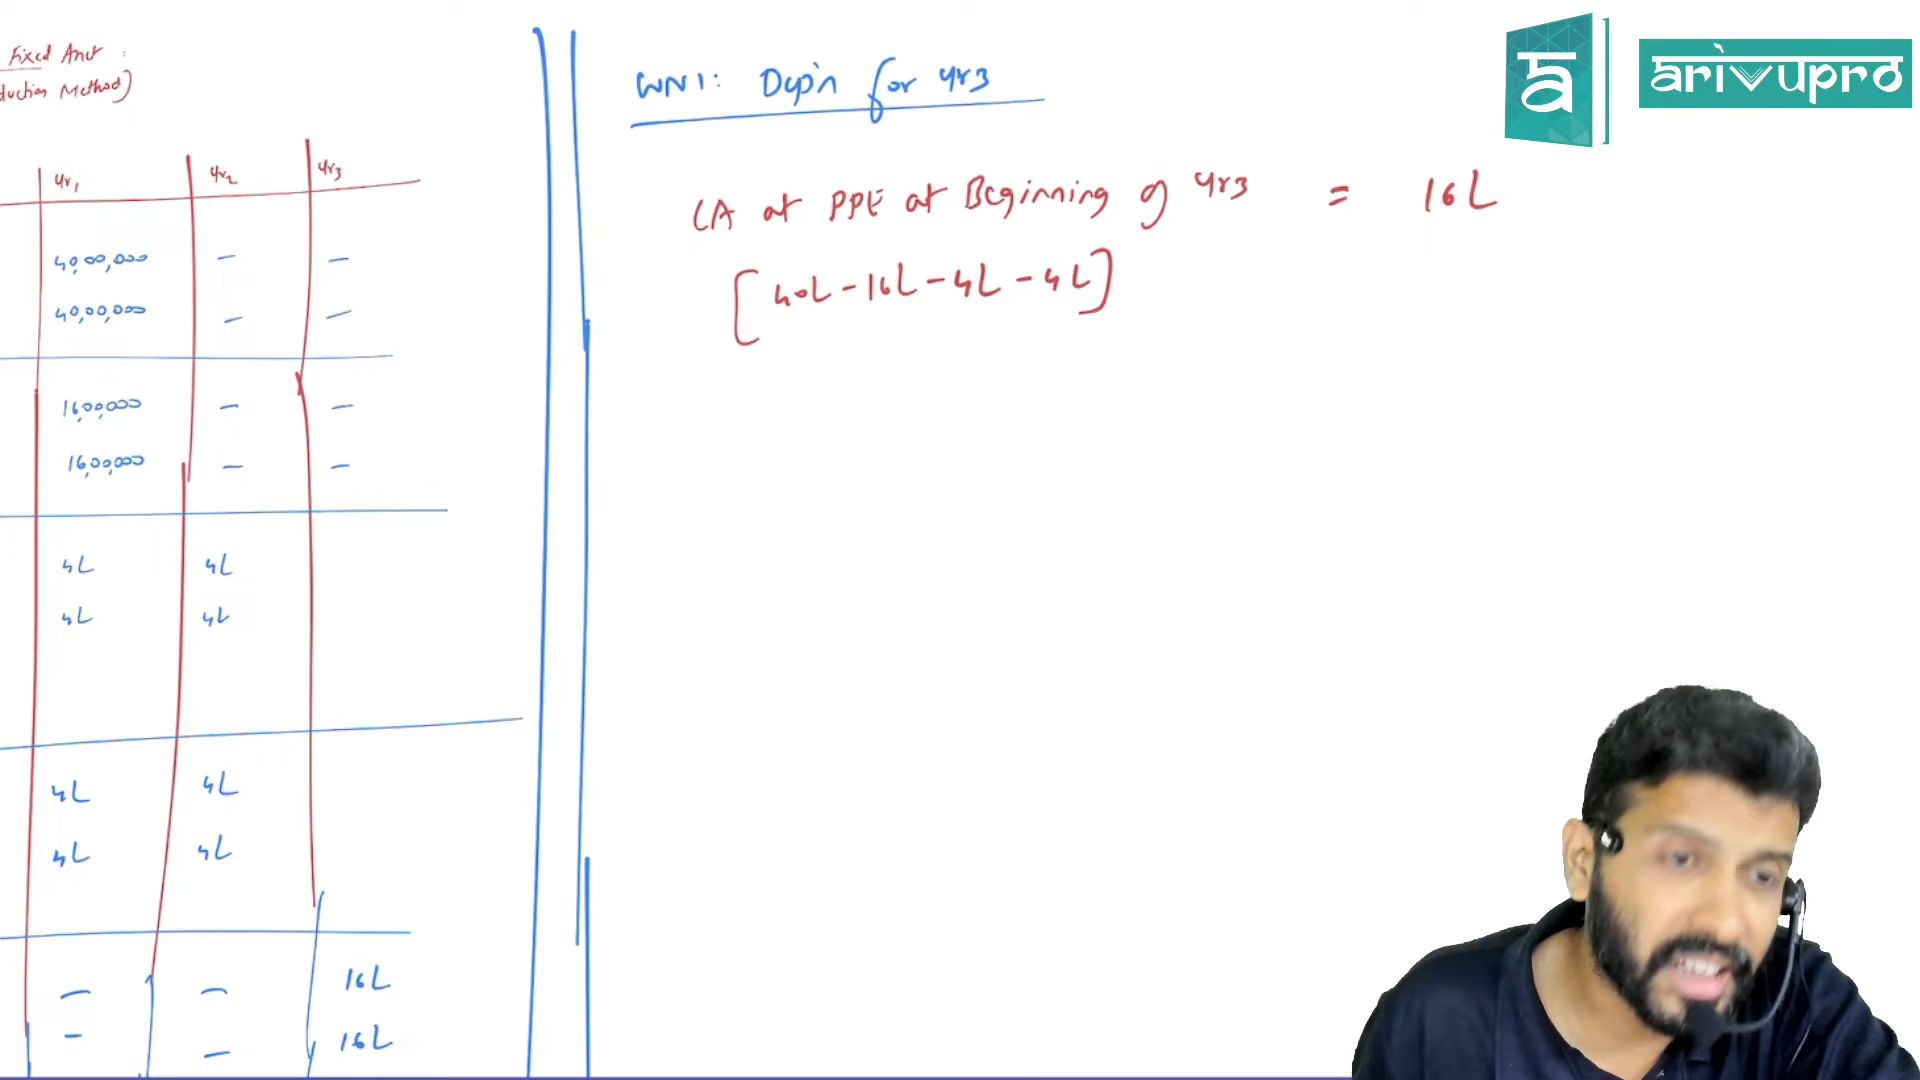 Fixed Asset
duction Method)
Yr1 Yr2 Yr3
40,00,000 - -
40,00,000 - -
16,00,000 - -
16,00,000 - -
4L 4L
4L 4L
4L 4L
4L 4L
- - 16L
- - 16L
WN1: Dep'n for Yr3
CA at PPE at Beginning of Yr3 = 16L
[40L - 16L - 4L - 4L]
ā
arivupro